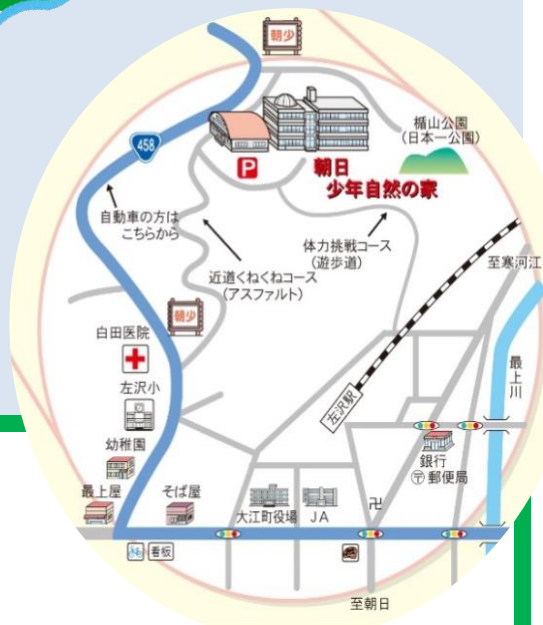 朝少
458
楯山公園
(日本一公園)
P
朝日
少年自然の家
自動車の方は
こちらから
体力挑戦コース
(遊歩道)
近道くねくねコース
(アスファルト)
至寒河江
朝少
白田医院
最上川
左沢小
左沢駅
幼稚園
銀行
〒郵便局
最上屋
そば屋
大江町役場
JA
卍
看板
至朝日